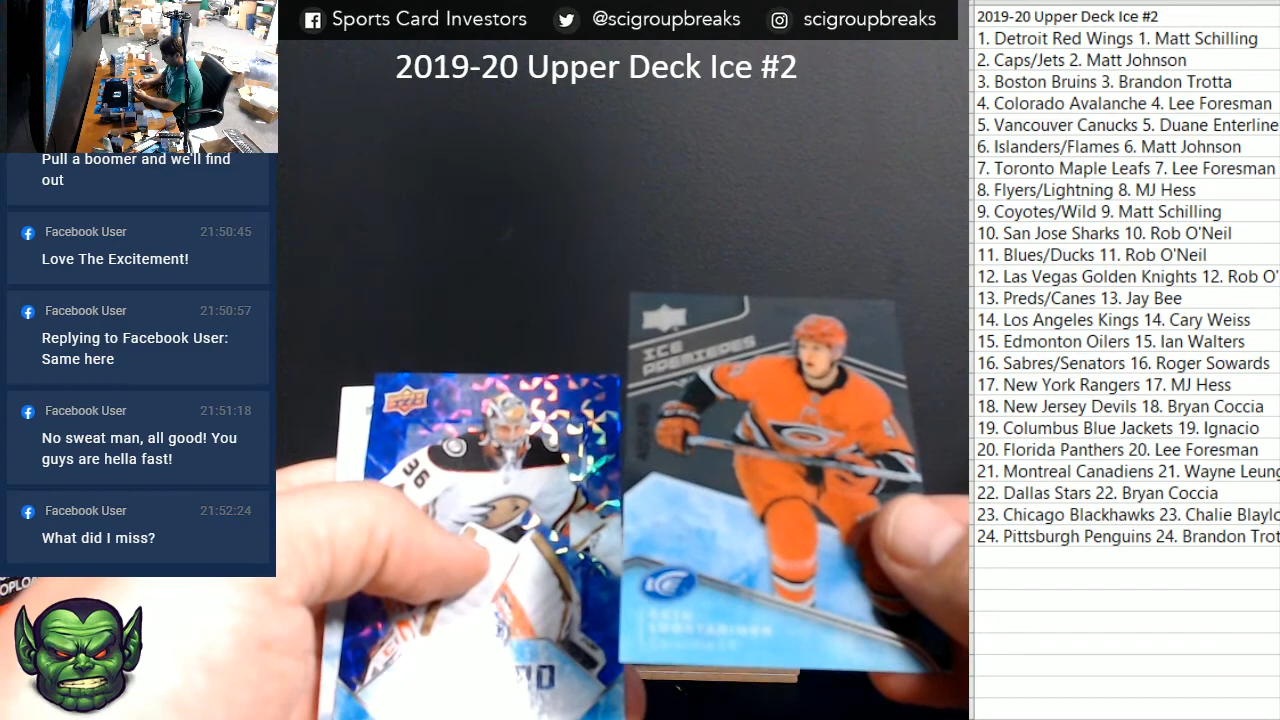 Sports Card Investors @scigroupbreaks scigroupbreaks
2019-20 Upper Deck Ice #2
Pull a boomer and we'll find
out
Facebook User 21:50:45
Love The Excitement!
Facebook User 21:50:57
Replying to Facebook User:
Same here
Facebook User 21:51:18
No sweat man, all good! You
guys are hella fast!
Facebook User 21:52:24
What did I miss?
ICE
PREMIERES
36
2019-20 Upper Deck Ice #2
1. Detroit Red Wings 1. Matt Schilling
2. Caps/Jets 2. Matt Johnson
3. Boston Bruins 3. Brandon Trotta
4. Colorado Avalanche 4. Lee Foresman
5. Vancouver Canucks 5. Duane Enterline
6. Islanders/Flames 6. Matt Johnson
7. Toronto Maple Leafs 7. Lee Foresman
8. Flyers/Lightning 8. MJ Hess
9. Coyotes/Wild 9. Matt Schilling
10. San Jose Sharks 10. Rob O'Neil
11. Blues/Ducks 11. Rob O'Neil
12. Las Vegas Golden Knights 12. Rob O'
13. Preds/Canes 13. Jay Bee
14. Los Angeles Kings 14. Cary Weiss
15. Edmonton Oilers 15. Ian Walters
16. Sabres/Senators 16. Roger Sowards
17. New York Rangers 17. MJ Hess
18. New Jersey Devils 18. Bryan Coccia
19. Columbus Blue Jackets 19. Ignacio
20. Florida Panthers 20. Lee Foresman
21. Montreal Canadiens 21. Wayne Leung
22. Dallas Stars 22. Bryan Coccia
23. Chicago Blackhawks 23. Chalie Blaylo
24. Pittsburgh Penguins 24. Brandon Trot